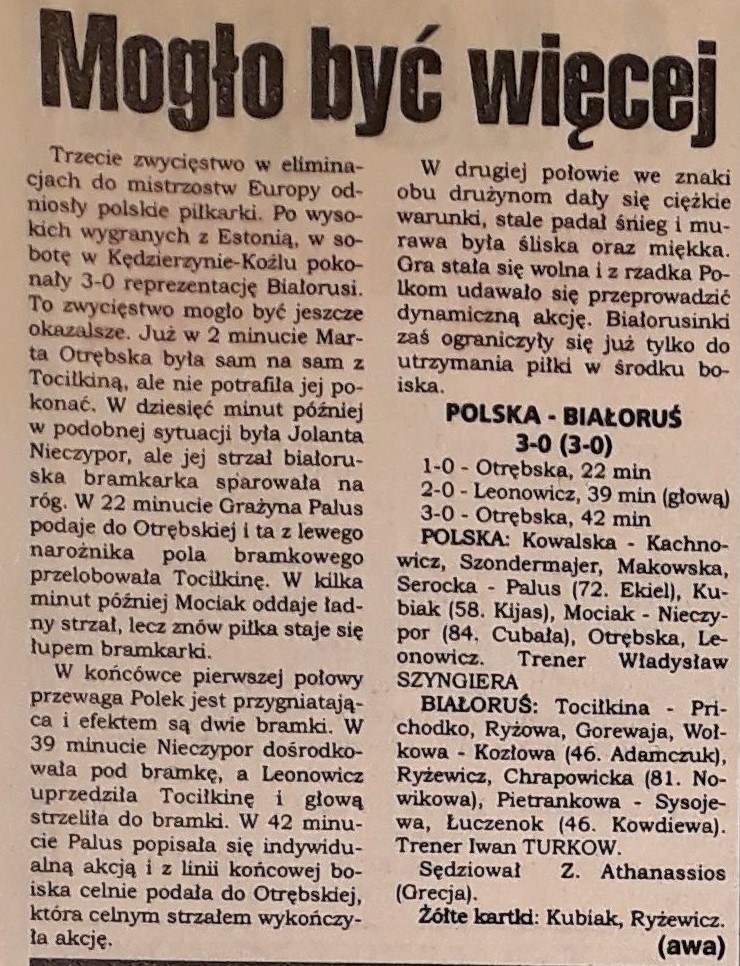 Mogło być więcej
Trzecie zwycięstwo w elimina-
cjach do mistrzostw Europy od-
niosły polskie piłkarki. Po wyso-
kich wygranych z Estonią, w so-
botę w Kędzierzynie-Koźlu poko-
nały 3-0 reprezentację Białorusi.
To zwycięstwo mogło być jeszcze
okazalsze. Już w 2 minucie Mar-
ta Otrębska była sam na sam z
Tociłkiną, ale nie potrafiła jej po-
konać. W dziesięć minut później
w podobnej sytuacji była Jolanta
Nieczypor, ale jej strzał białoru-
ska bramkarka sparowała na
róg. W 22 minucie Grażyna Palus
podaje do Otrębskiej i ta z lewego
narożnika pola bramkowego
przelobowała Tociłkinę. W kilka
minut później Mociak oddaje ład-
ny strzał, lecz znów piłka staje się
łupem bramkarki.
W końcówce pierwszej połowy
przewaga Polek jest przygniatają-
ca i efektem są dwie bramki. W
39 minucie Nieczypor dośrodko-
wała pod bramkę, a Leonowicz
uprzedziła Tociłkinę i głową
strzeliła do bramki. W 42 minu-
cie Palus popisała się indywidu-
alną akcją i z linii końcowej bo-
iska celnie podała do Otrębskiej,
która celnym strzałem wykończy-
ła akcję.
W drugiej połowie we znaki
obu drużynom dały się ciężkie
warunki, stale padał śnieg i mu-
rawa była śliska oraz miękka.
Gra stała się wolna i z rzadka Po-
lkom udawało się przeprowadzić
dynamiczną akcję. Białorusinki
zaś ograniczyły się już tylko do
utrzymania piłki w środku bo-
iska.
POLSKA - BIAŁORUŚ
3-0 (3-0)
1-0 - Otrębska, 22 min
2-0 - Leonowicz, 39 min (głową)
3-0 - Otrębska, 42 min
POLSKA: Kowalska - Kachno-
wicz, Szondermajer, Makowska,
Serocka - Palus (72. Ekiel), Ku-
biak (58. Kijas), Mociak - Nieczy-
por (84. Cubała), Otrębska, Le-
onowicz. Trener Władysław
SZYNGIERA
BIAŁORUŚ: Tociłkina - Pri-
chodko, Ryżowa, Gorewaja, Woł-
kowa - Kozłowa (46. Adamczuk),
Ryżewicz, Chrapowicka (81. No-
wikowa), Pietrankowa - Sysoje-
wa, Łuczenok (46. Kowdiewa).
Trener Iwan TURKOW.
Sędziował Z. Athanassios
(Grecja).
Żółte kartki: Kubiak, Ryżewicz.
(awa)